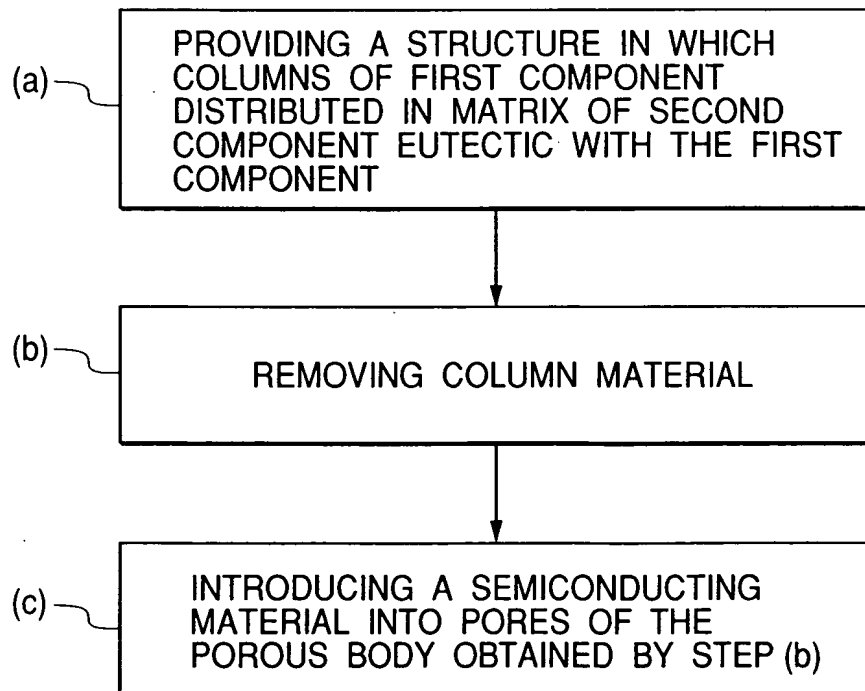 (a)
PROVIDING A STRUCTURE IN WHICH
COLUMNS OF FIRST COMPONENT
DISTRIBUTED IN MATRIX OF SECOND
COMPONENT EUTECTIC WITH THE FIRST
COMPONENT
(b)
REMOVING COLUMN MATERIAL
(c)
INTRODUCING A SEMICONDUCTING
MATERIAL INTO PORES OF THE
POROUS BODY OBTAINED BY STEP (b)